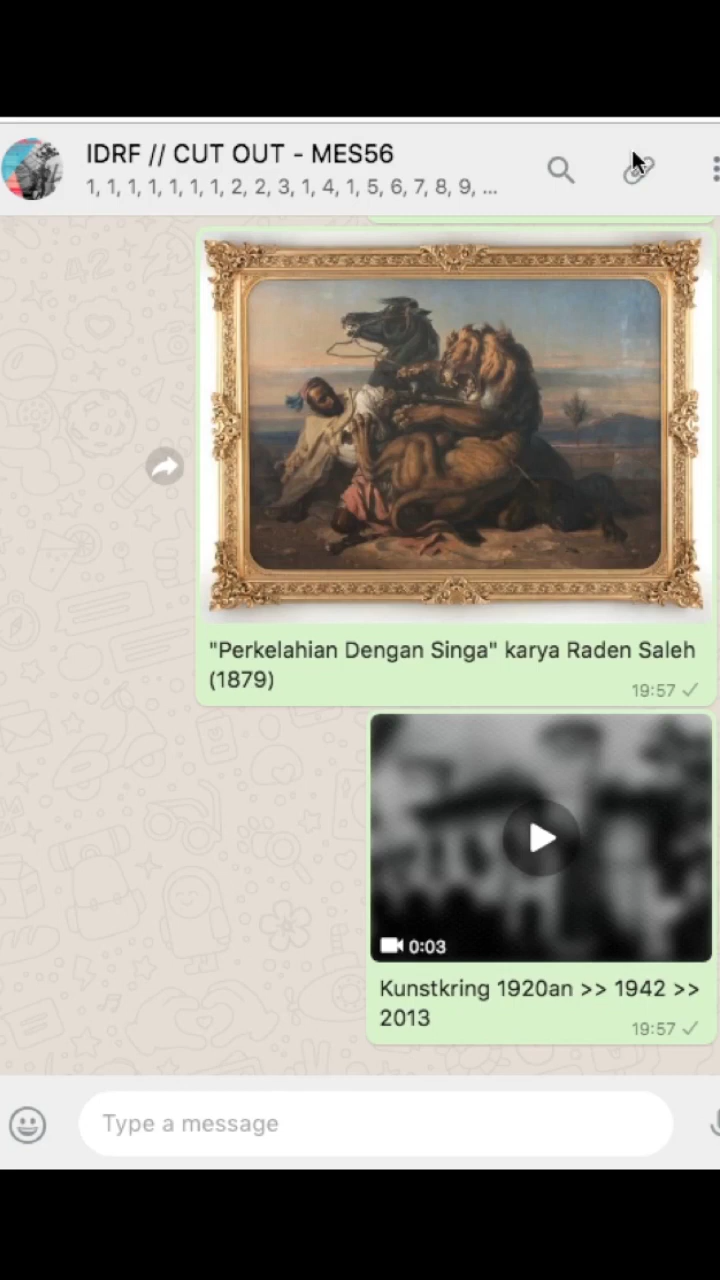 IDRF // CUT OUT - MES56
1, 1, 1, 1, 1, 1, 1, 2, 2, 3, 1, 4, 1, 5, 6, 7, 8, 9, ...
"Perkelahian Dengan Singa" karya Raden Saleh
(1879)
19:57
0:03
Kunstkring 1920an >> 1942 >>
2013
19:57
Type a message